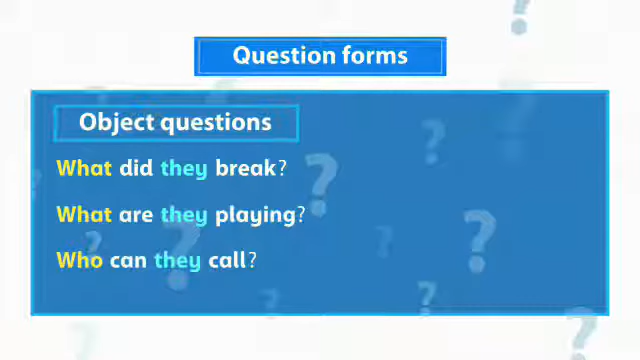 Question forms
Object questions
What did they break?
What are they playing?
Who can they call?